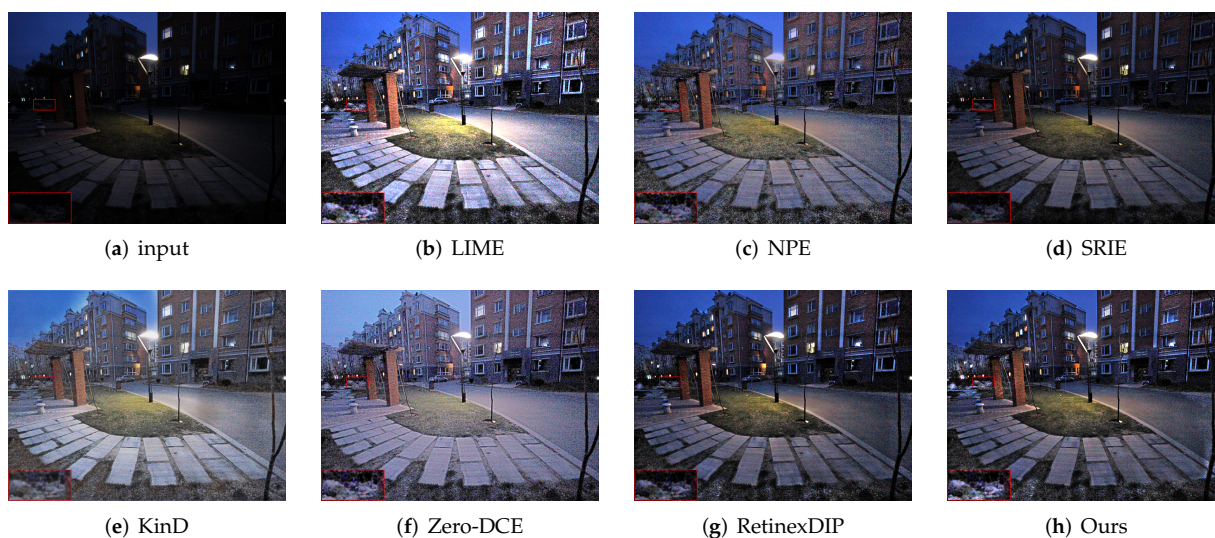 (a) input
(b) LIME
(c) NPE
(d) SRIE
(e) KinD
(f) Zero-DCE
(g) RetinexDIP
(h) Ours